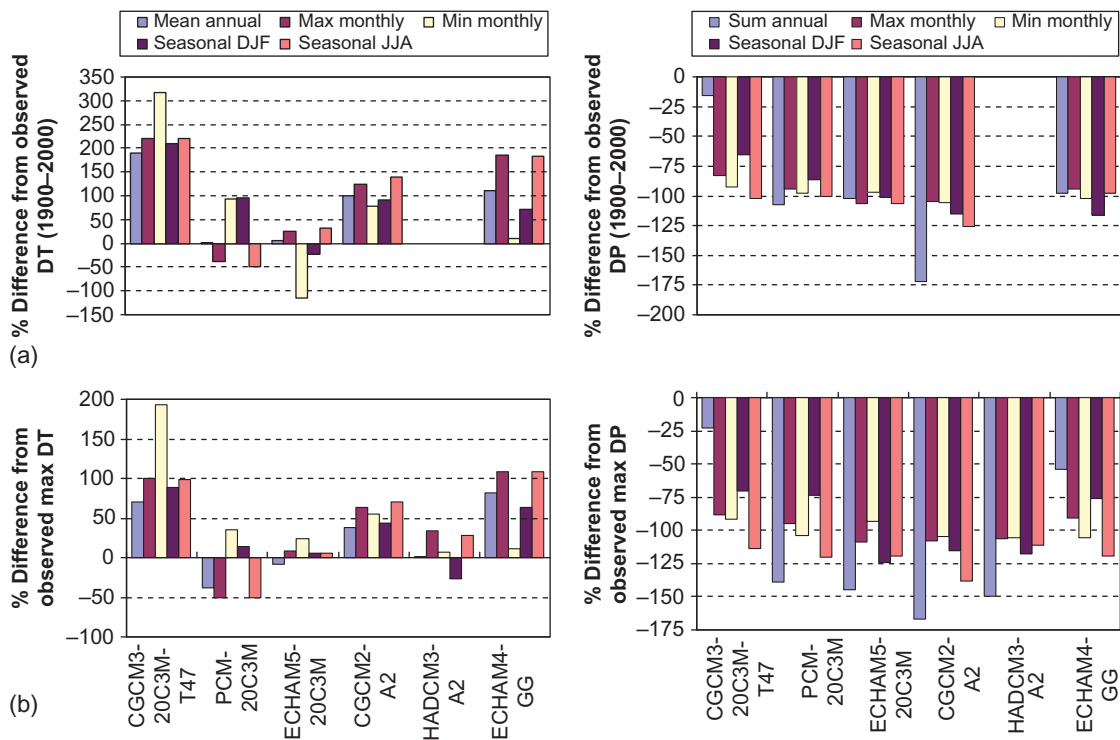 Mean annual Max monthly Min monthly
Seasonal DJF Seasonal JJA
% Difference from observed
DT (1900–2000)
350
300
250
200
150
100
50
0
–50
–100
–150
(a)
Sum annual Max monthly Min monthly
Seasonal DJF Seasonal JJA
% Difference from observed
DP (1900–2000)
0
–25
–50
–75
–100
–125
–150
–175
–200
% Difference from
observed max DT
200
150
100
50
0
–50
–100
(b)
CGCM3-
20C3M-
T47
PCM-
20C3M
ECHAM5-
20C3M
CGCM2-
A2
HADCM3-
A2
ECHAM4-
GG
% Difference from
observed max DP
0
–25
–50
–75
–100
–125
–150
–175
CGCM3-
20C3M-
T47
PCM-
20C3M
ECHAM5-
20C3M
CGCM2-
A2
HADCM3-
A2
ECHAM4-
GG